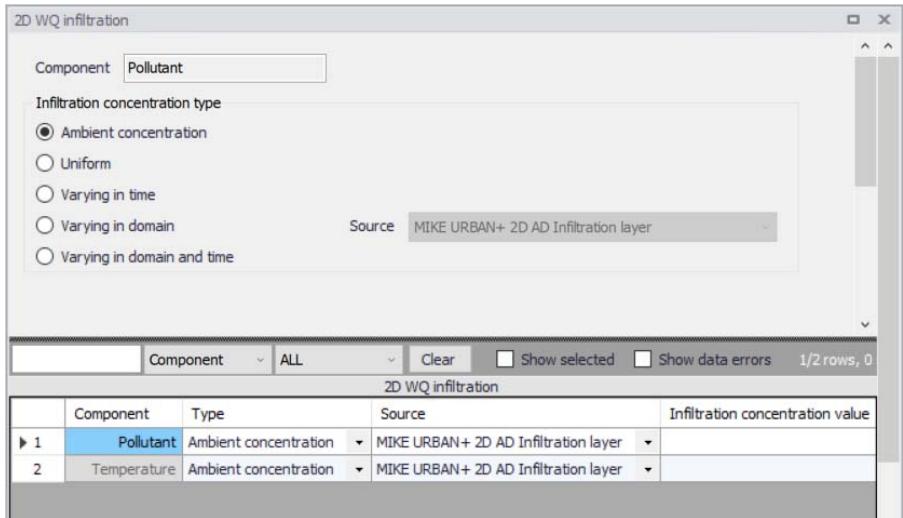 2D WQ infiltration
Component Pollutant
Infiltration concentration type
Ambient concentration
Uniform
Varying in time
Varying in domain Source MIKE URBAN+ 2D AD Infiltration layer
Varying in domain and time
Component ALL Clear Show selected Show data errors 1/2 rows, 0
2D WQ infiltration
Component Type Source Infiltration concentration value
1 Pollutant Ambient concentration MIKE URBAN+ 2D AD Infiltration layer
2 Temperature Ambient concentration MIKE URBAN+ 2D AD Infiltration layer